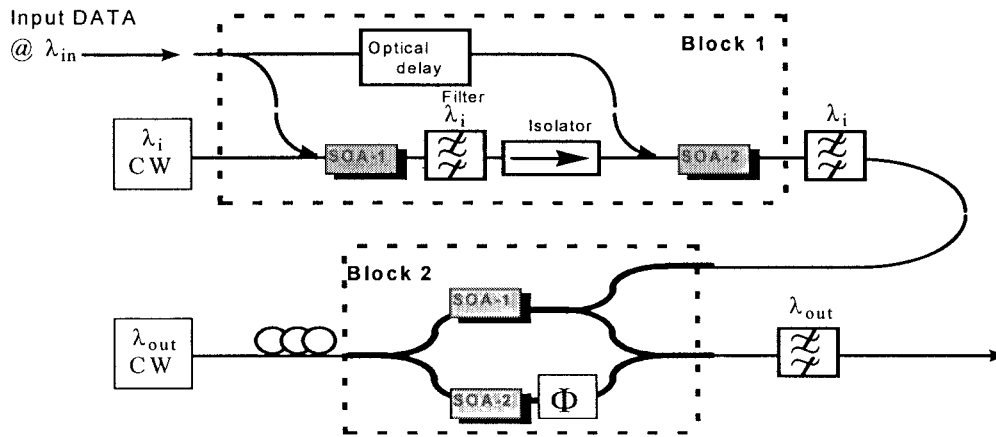 Input DATA
@ λin
Optical
delay
Block 1
Filter
λi
Isolator
λi
λi
CW
SOA-1
SOA-2
Block 2
SOA-1
λout
CW
λout
SOA-2
Φ